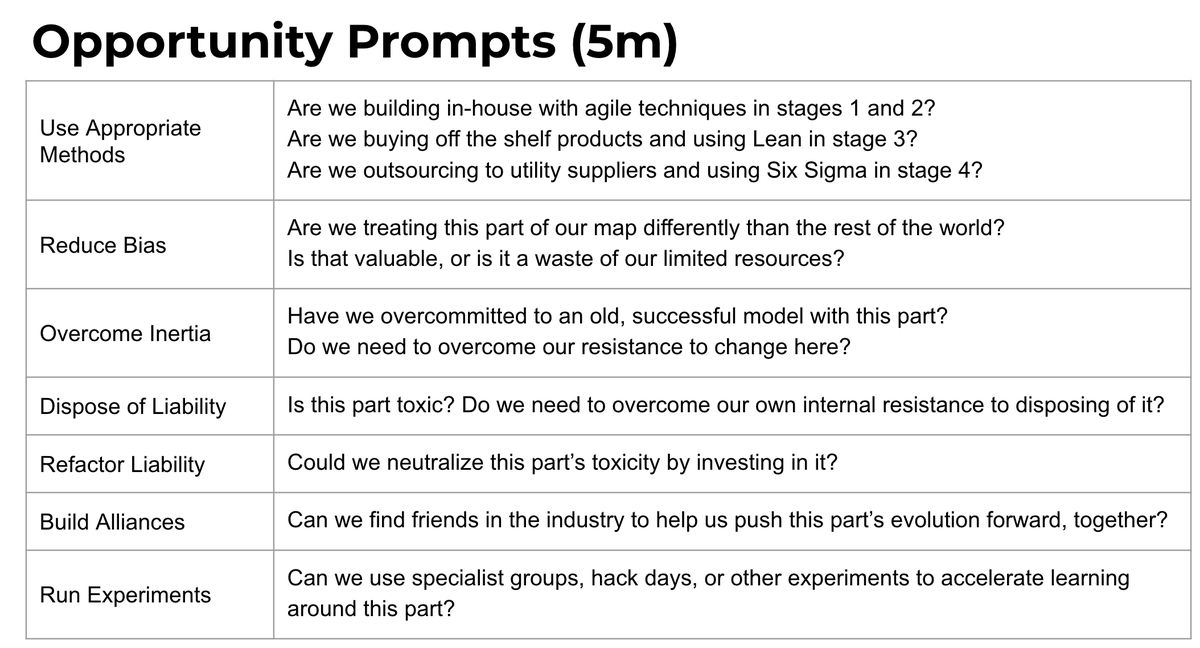 Opportunity Prompts (5m)
Use Appropriate
Methods
Are we building in-house with agile techniques in stages 1 and 2?
Are we buying off the shelf products and using Lean in stage 3?
Are we outsourcing to utility suppliers and using Six Sigma in stage 4?
Reduce Bias
Are we treating this part of our map differently than the rest of the world?
Is that valuable, or is it a waste of our limited resources?
Overcome Inertia
Have we overcommitted to an old, successful model with this part?
Do we need to overcome our resistance to change here?
Dispose of Liability
Is this part toxic? Do we need to overcome our own internal resistance to disposing of it?
Refactor Liability
Could we neutralize this part’s toxicity by investing in it?
Build Alliances
Can we find friends in the industry to help us push this part’s evolution forward, together?
Run Experiments
Can we use specialist groups, hack days, or other experiments to accelerate learning
around this part?